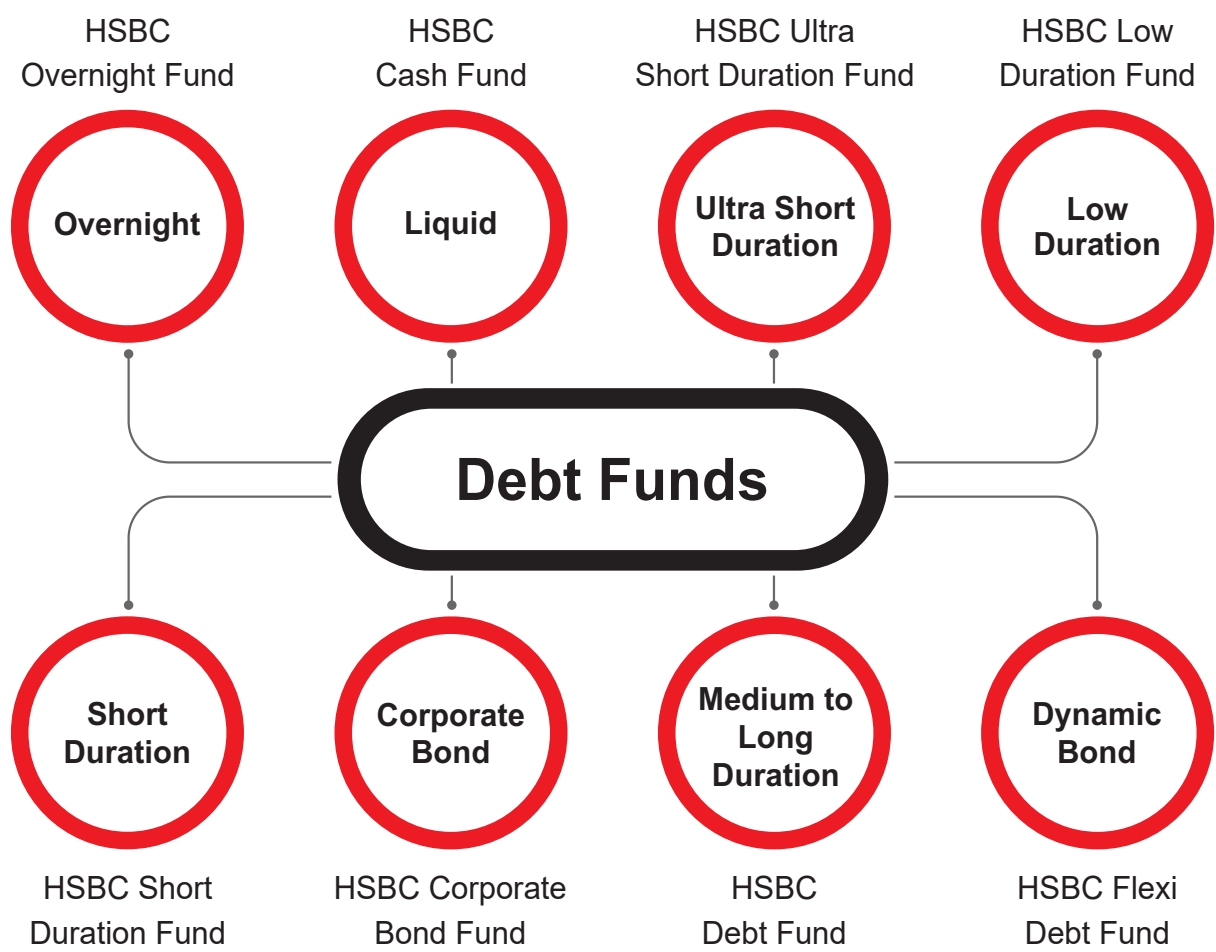 HSBC
Overnight Fund
HSBC
Cash Fund
HSBC Ultra
Short Duration Fund
HSBC Low
Duration Fund
Overnight
Liquid
Ultra Short
Duration
Low
Duration
Debt Funds
Short
Duration
Corporate
Bond
Medium to
Long
Duration
Dynamic
Bond
HSBC Short
Duration Fund
HSBC Corporate
Bond Fund
HSBC
Debt Fund
HSBC Flexi
Debt Fund